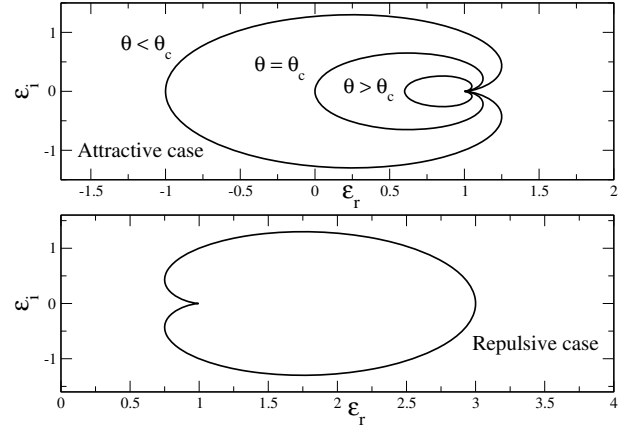 1
0
-1
ε_i
θ < θ_c
θ = θ_c
θ > θ_c
Attractive case
-1.5 -1 -0.5 0 0.5 1 1.5 2
ε_r
1
0
-1
ε_i
Repulsive case
0 0.5 1 1.5 2 2.5 3 3.5 4
ε_r